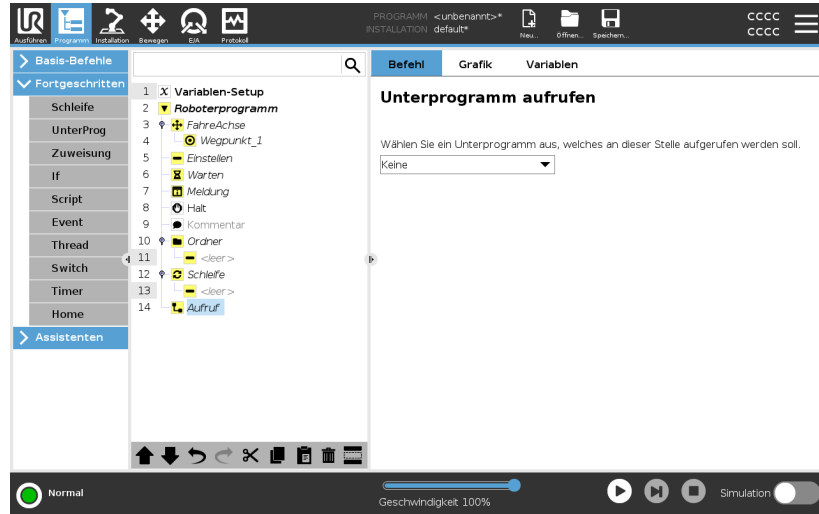 UR
PROGRAMM <unbenannt>*
INSTALLATION default*
Ausführen Programm Installation Bewegen E/A Protokoll
Neu... Öffnen... Speichern...
CCCC
CCCC
Basis-Befehle
Fortgeschritten
Schleife
UnterProg
Zuweisung
If
Script
Event
Thread
Switch
Timer
Home
Assistenten
1 X Variablen-Setup
2 Roboterprogramm
3 FahreAchse
4 Wegpunkt_1
5 Einstellen
6 Warten
7 Meldung
8 Halt
9 Kommentar
10 Ordner
11 <leer>
12 Schleife
13 <leer>
14 Aufruf
Befehl Grafik Variablen
Unterprogramm aufrufen
Wählen Sie ein Unterprogramm aus, welches an dieser Stelle aufgerufen werden soll.
Keine
Normal
Geschwindigkeit 100%
Simulation